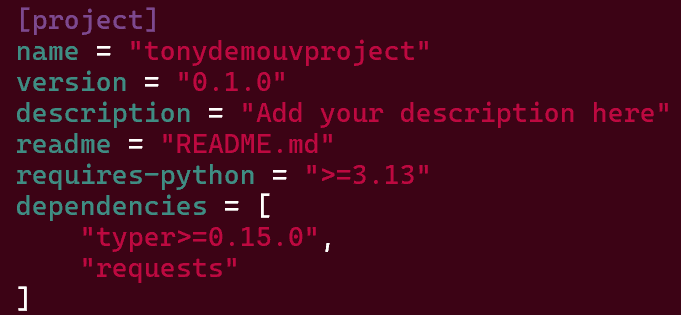 [project]
name = "tonydemouvproject"
version = "0.1.0"
description = "Add your description here"
readme = "README.md"
requires-python = ">=3.13"
dependencies = [
    "typer>=0.15.0",
    "requests"
]